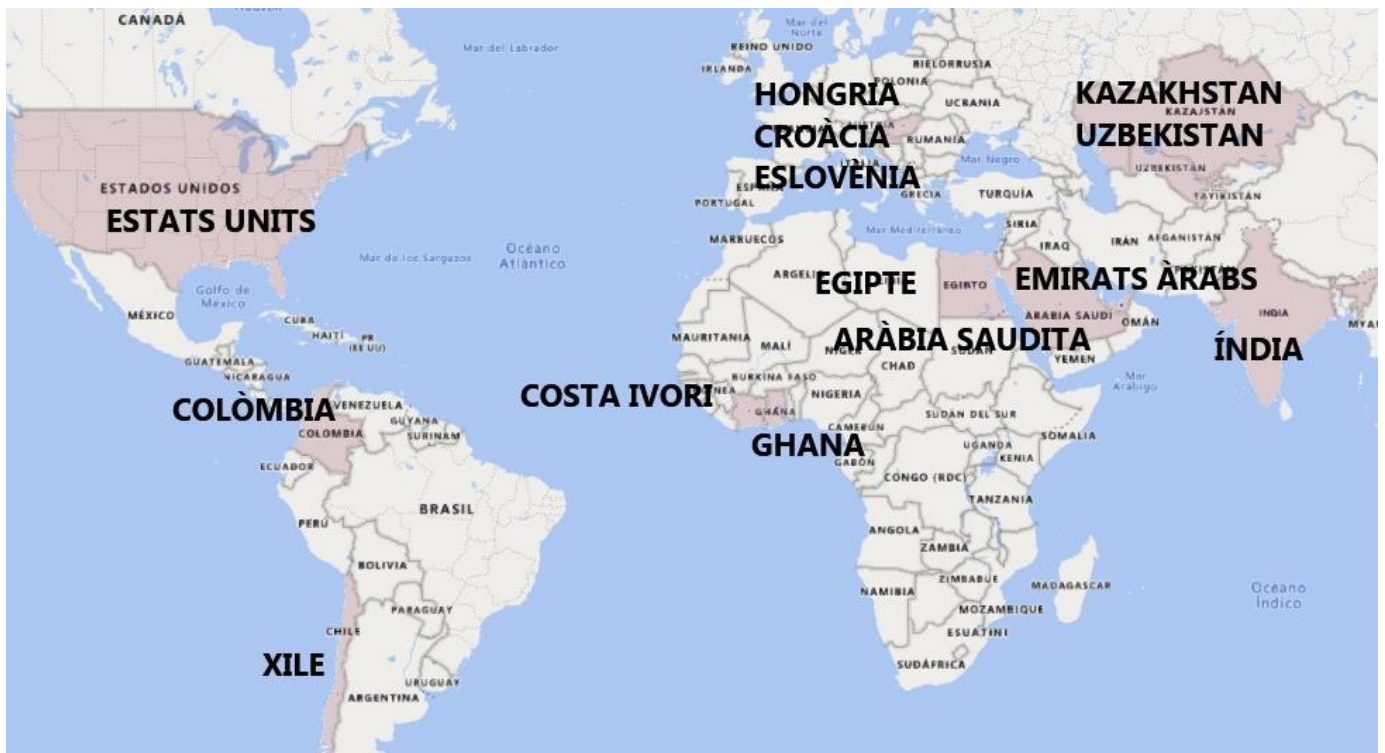 CANADÁ
Mar del Labrador
Mar del
Norte
REINO UNIDO
IRLANDA
BIELORRUSIA
POLONIA
UCRANIA
HONGRIA
KAZAKHSTAN
KAZAJSTÁN
CROÀCIA
RUMANIA
UZBEKISTAN
Mar Negro
UZBEKISTÁN
ESLOVÈNIA
ESTADOS UNIDOS
PORTUGAL
GRECIA
TURQUÍA
TAYIKISTÁN
ESTATS UNITS
SIRIA
Mar Mediterráneo
MARRUECOS
IRAQ
IRÁN
AFGANISTÁN
Océano
Atlántico
Mar de los Sargazos
EGIPTE
EGIPTO
EMIRATS ÀRABS
Golfo de
México
MÉXICO
CUBA
ARABIA SAUDI
OMÁN
INDIA
HAITÍ
PR
(EE UU)
MAURITANIA
MALÍ
ARÀBIA SAUDITA
ÍNDIA
GUATEMALA
NICARAGUA
CHAD
YEMEN
BURKINA FASO
Mar
Arábigo
COSTA IVORI
NIGERIA
COLÒMBIA
VENEZUELA
GUYANA
SURINAM
GHANA
SUDÁN DEL SUR
COLOMBIA
CAMERÚN
SOMALIA
GHANA
UGANDA
ECUADOR
GABÓN
KENIA
CONGO (RDC)
TANZANIA
BRASIL
PERÚ
ANGOLA
ZAMBIA
BOLIVIA
ZIMBABUE
MADAGASCAR
NAMIBIA
Océano
Índico
PARAGUAY
MOZAMBIQUE
CHILE
ESUATINI
XILE
SUDÁFRICA
URUGUAY
ARGENTINA